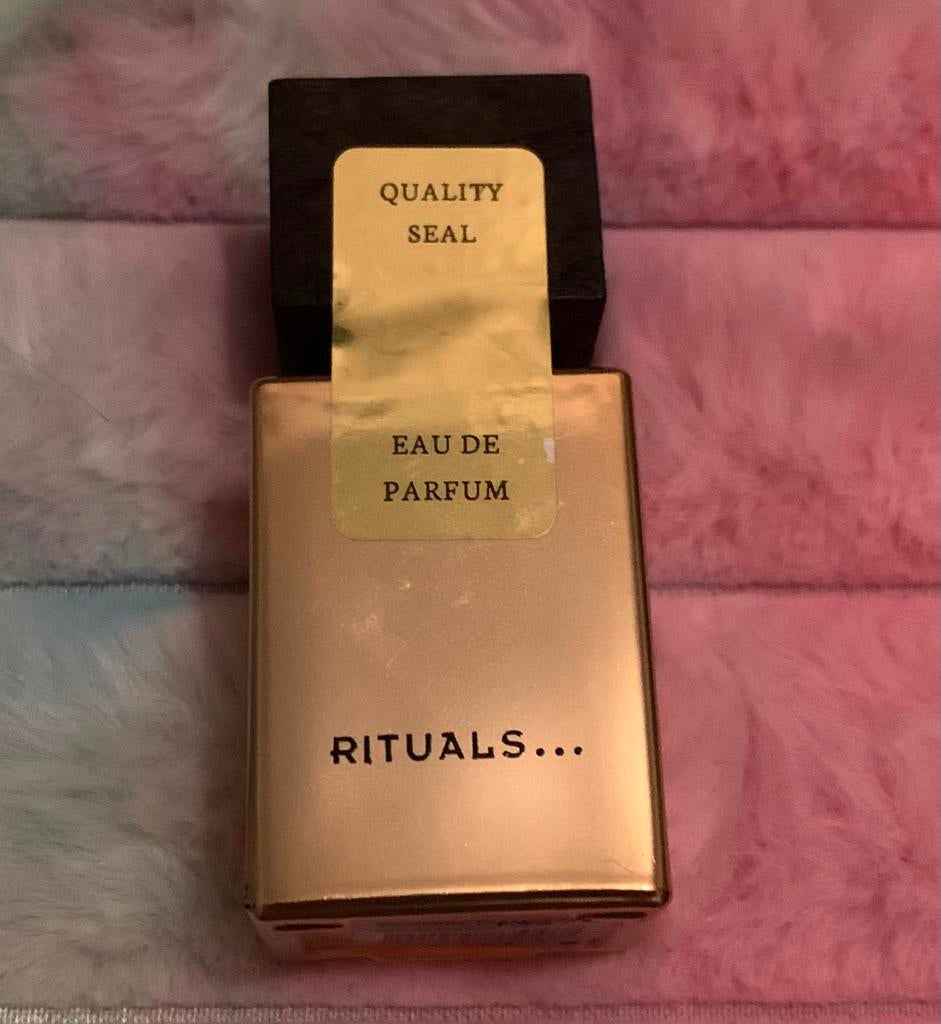 QUALITY
SEAL
EAU DE
PARFUM
RITUALS...